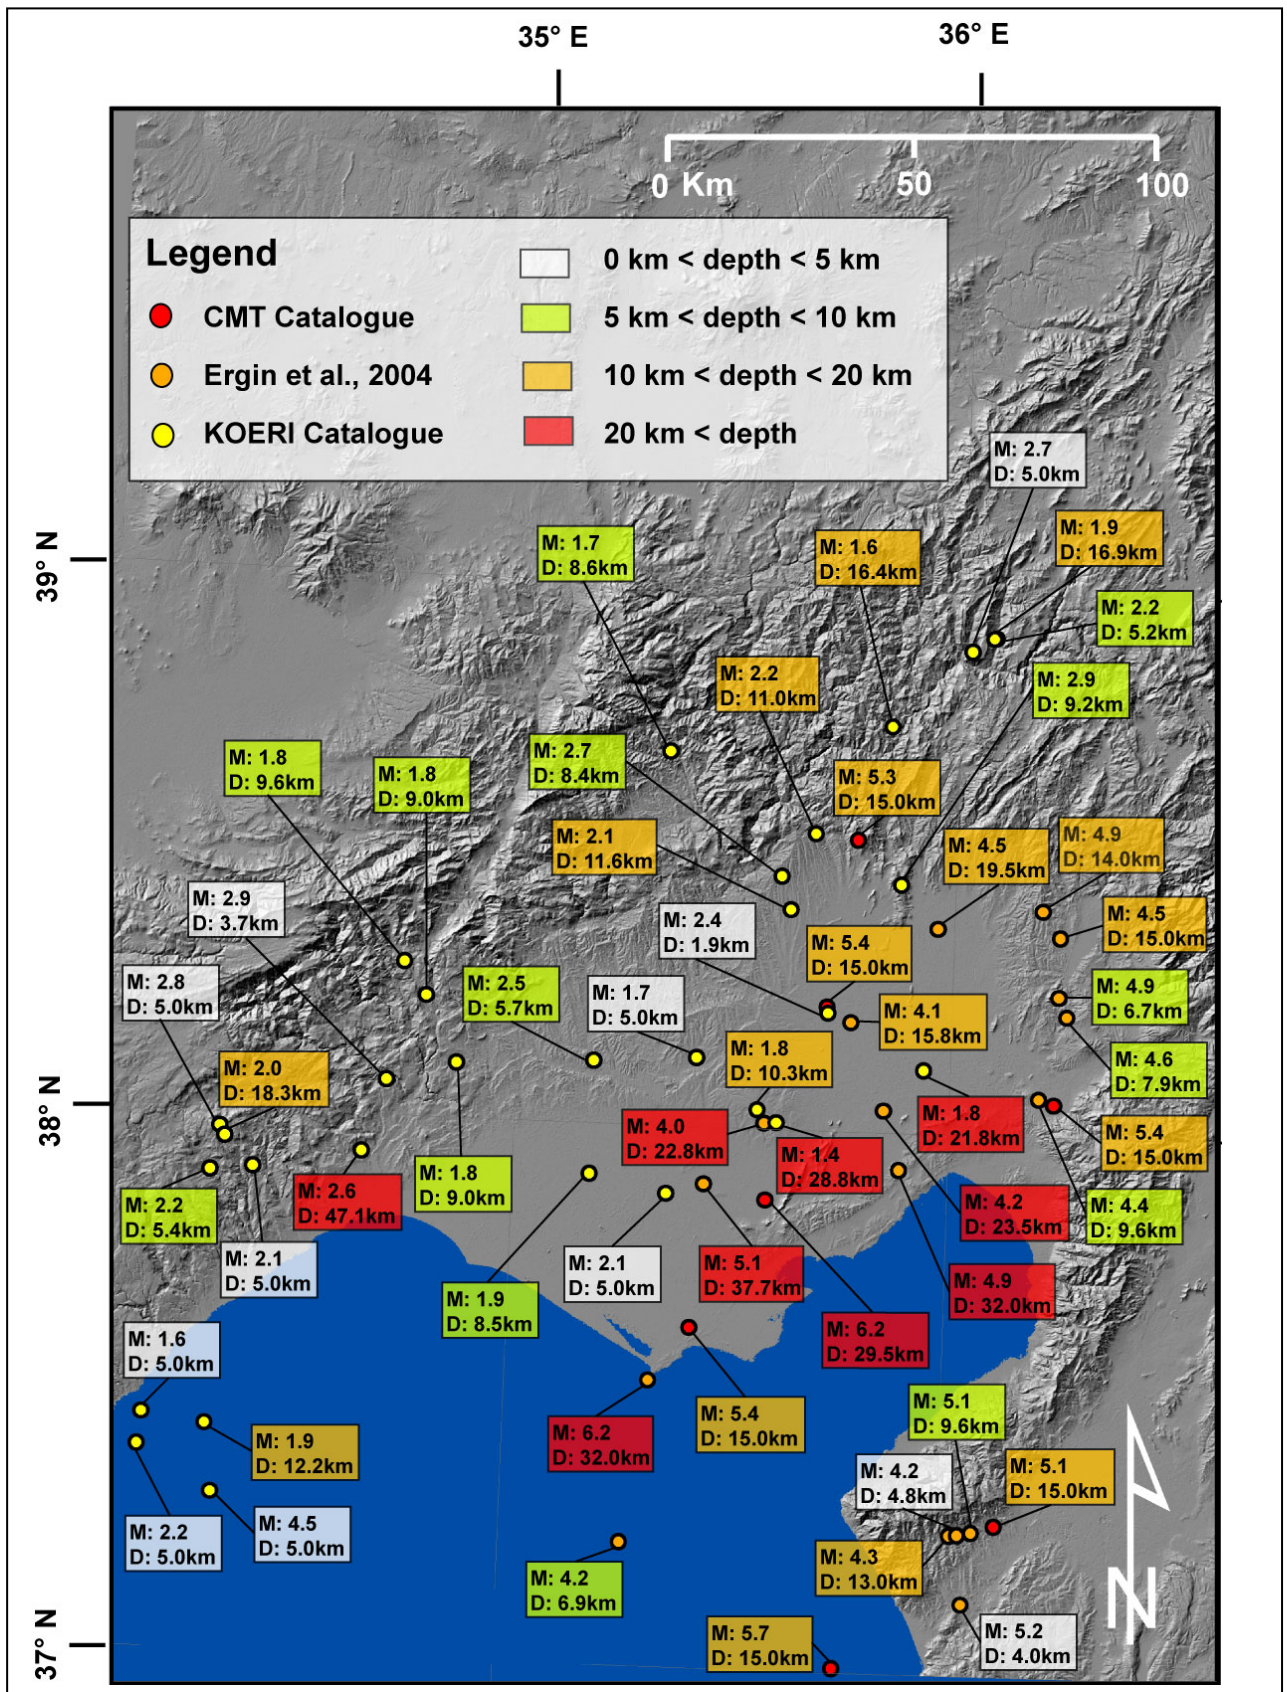 35° E
36° E
0 Km
50
100
Legend
CMT Catalogue
Ergin et al., 2004
KOERI Catalogue
0 km < depth < 5 km
5 km < depth < 10 km
10 km < depth < 20 km
20 km < depth
39° N
38° N
37° N
M: 2.7
D: 5.0km
M: 1.9
D: 16.9km
M: 1.7
D: 8.6km
M: 1.6
D: 16.4km
M: 2.2
D: 5.2km
M: 2.2
D: 11.0km
M: 2.9
D: 9.2km
M: 1.8
D: 9.6km
M: 1.8
D: 9.0km
M: 2.7
D: 8.4km
M: 5.3
D: 15.0km
M: 2.1
D: 11.6km
M: 4.5
D: 19.5km
M: 4.9
D: 14.0km
M: 2.9
D: 3.7km
M: 2.4
D: 1.9km
M: 5.4
D: 15.0km
M: 4.5
D: 15.0km
M: 2.8
D: 5.0km
M: 2.5
D: 5.7km
M: 1.7
D: 5.0km
M: 4.1
D: 15.8km
M: 4.9
D: 6.7km
M: 2.0
D: 18.3km
M: 1.8
D: 10.3km
M: 4.6
D: 7.9km
M: 4.0
D: 22.8km
M: 1.4
D: 28.8km
M: 1.8
D: 21.8km
M: 5.4
D: 15.0km
M: 2.2
D: 5.4km
M: 2.6
D: 47.1km
M: 1.8
D: 9.0km
M: 4.2
D: 23.5km
M: 4.4
D: 9.6km
M: 2.1
D: 5.0km
M: 2.1
D: 5.0km
M: 5.1
D: 37.7km
M: 4.9
D: 32.0km
M: 1.9
D: 8.5km
M: 6.2
D: 29.5km
M: 1.6
D: 5.0km
M: 1.9
D: 12.2km
M: 6.2
D: 32.0km
M: 5.4
D: 15.0km
M: 5.1
D: 9.6km
M: 4.2
D: 4.8km
M: 5.1
D: 15.0km
M: 2.2
D: 5.0km
M: 4.5
D: 5.0km
M: 4.2
D: 6.9km
M: 4.3
D: 13.0km
M: 5.7
D: 15.0km
M: 5.2
D: 4.0km
N